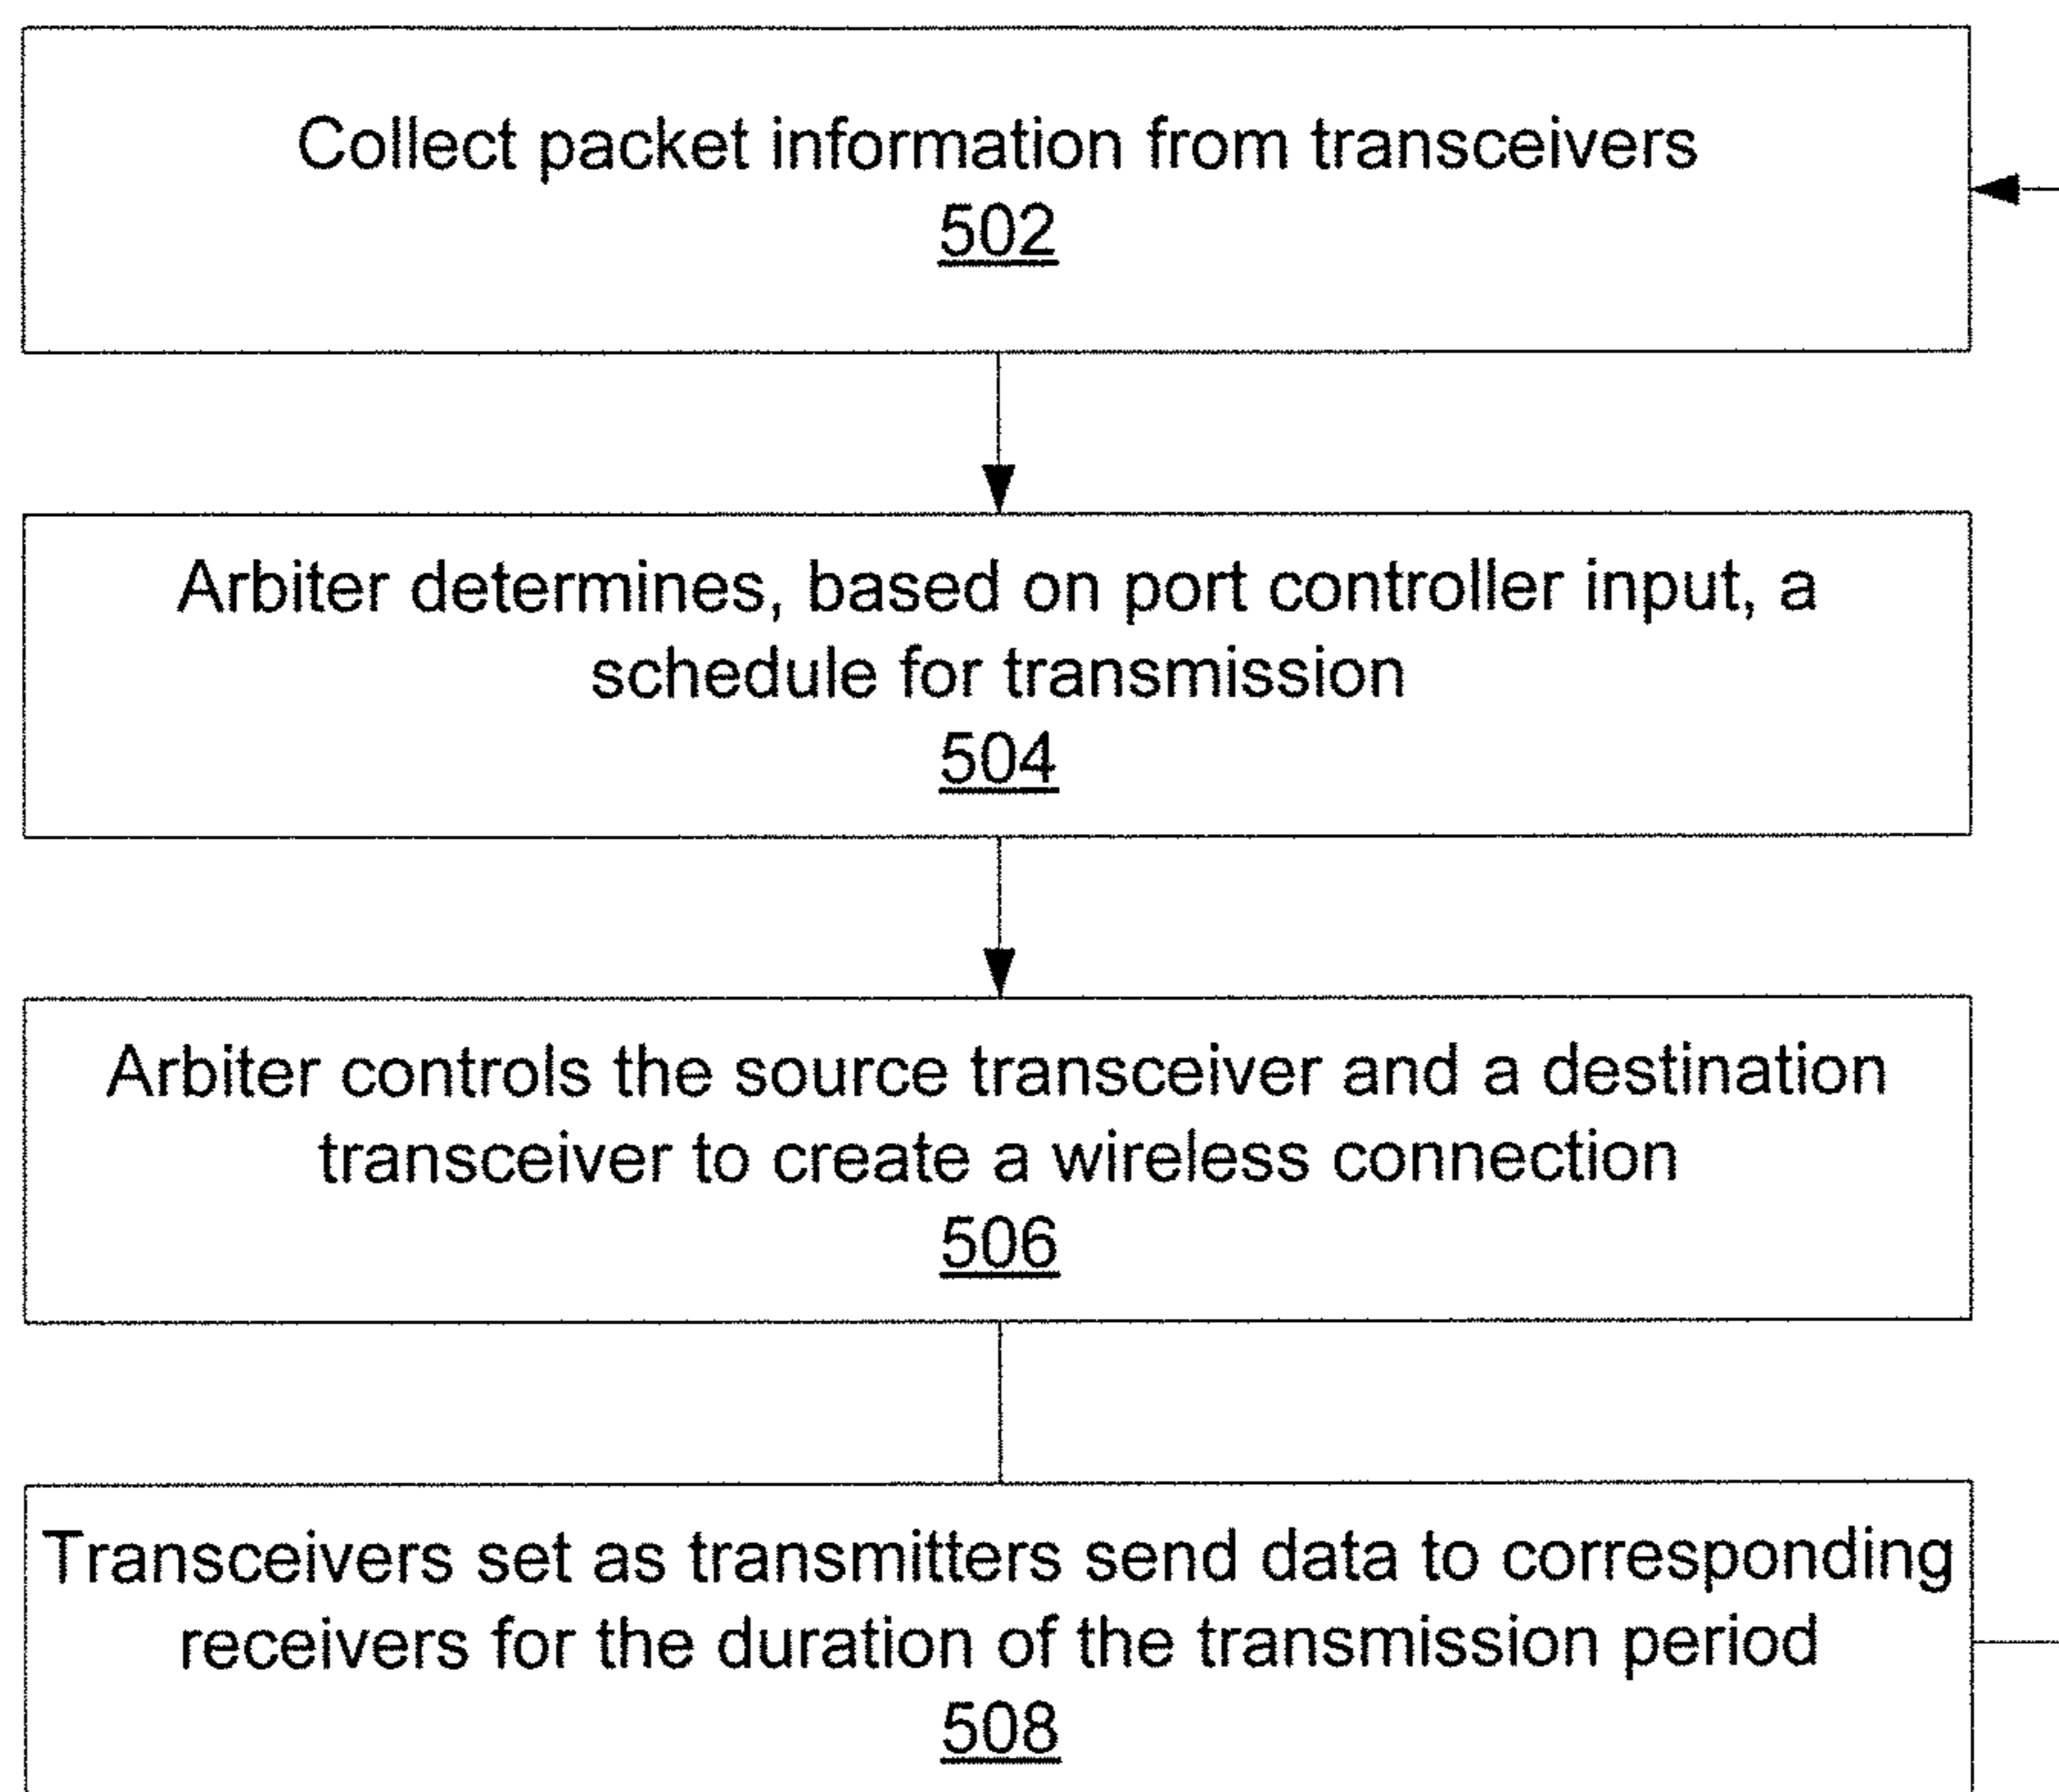 Collect packet information from transceivers
502
Arbiter determines, based on port controller input, a
schedule for transmission
504
Arbiter controls the source transceiver and a destination
transceiver to create a wireless connection
506
Transceivers set as transmitters send data to corresponding
receivers for the duration of the transmission period
508